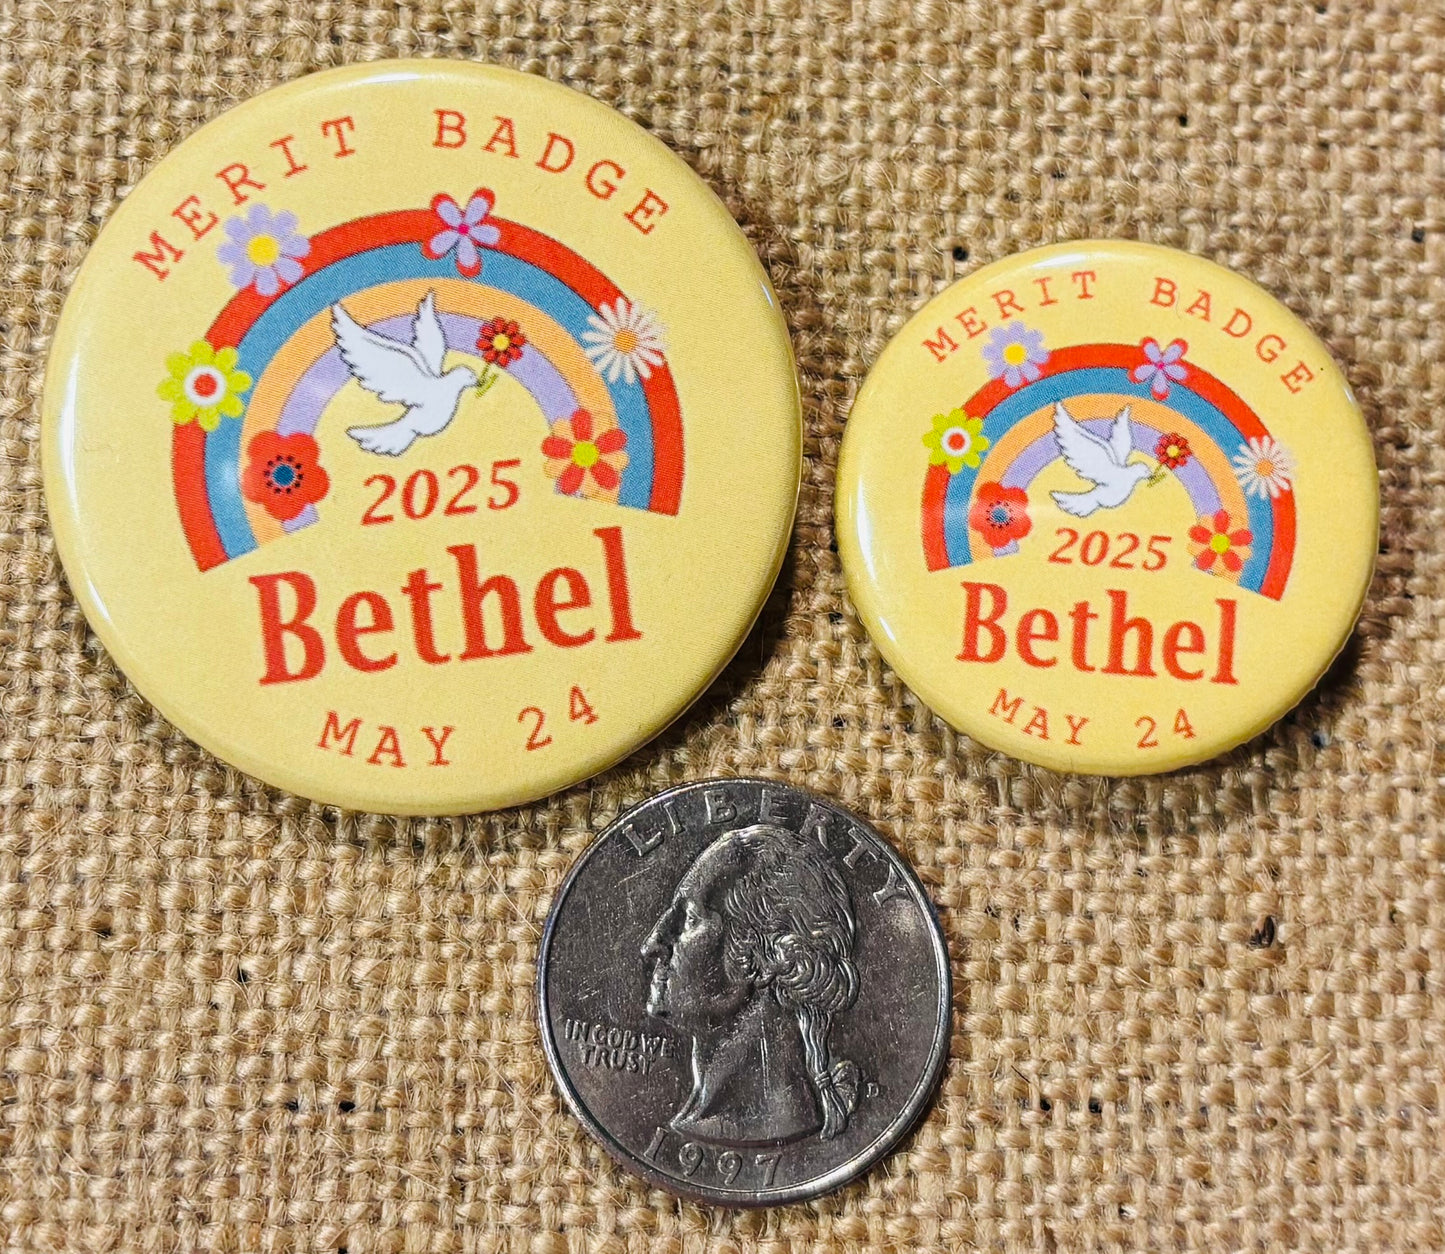 MERIT BADGE
2025
Bethel
MAY 24
MERIT BADGE
2025
Bethel
MAY 24
LIBERTY
IN GOD WE
TRUST
D
1997